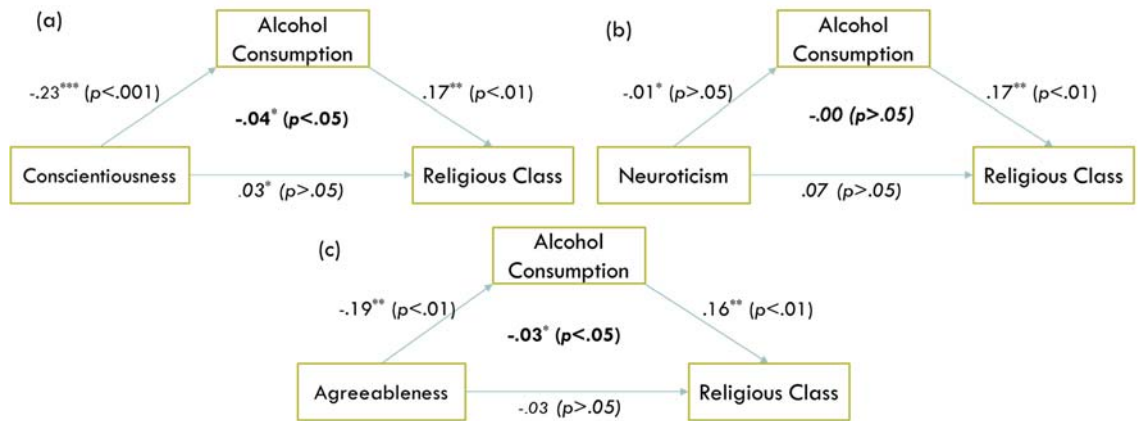 (a)
Alcohol
Consumption
-.23*** (p<.001)
.17** (p<.01)
-.04* (p<.05)
Conscientiousness
Religious Class
.03* (p>.05)
(b)
Alcohol
Consumption
-.01* (p>.05)
.17** (p<.01)
-.00 (p>.05)
Neuroticism
Religious Class
.07 (p>.05)
(c)
Alcohol
Consumption
-.19** (p<.01)
.16** (p<.01)
-.03* (p<.05)
Agreeableness
Religious Class
-.03 (p>.05)